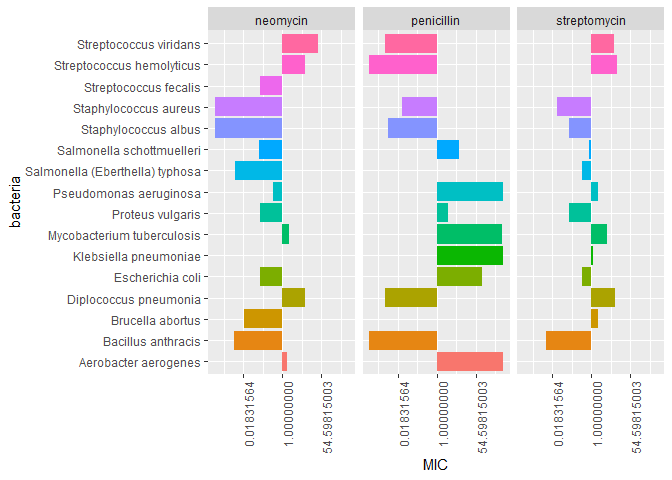 neomycin penicillin streptomycin
bacteria
Streptococcus viridans
Streptococcus hemolyticus
Streptococcus fecalis
Staphylococcus aureus
Staphylococcus albus
Salmonella schottmuelleri
Salmonella (Eberthella) typhosa
Pseudomonas aeruginosa
Proteus vulgaris
Mycobacterium tuberculosis
Klebsiella pneumoniae
Escherichia coli
Diplococcus pneumonia
Brucella abortus
Bacillus anthracis
Aerobacter aerogenes
0.01831564
1.00000000
54.59815003
0.01831564
1.00000000
54.59815003
0.01831564
1.00000000
54.59815003
MIC